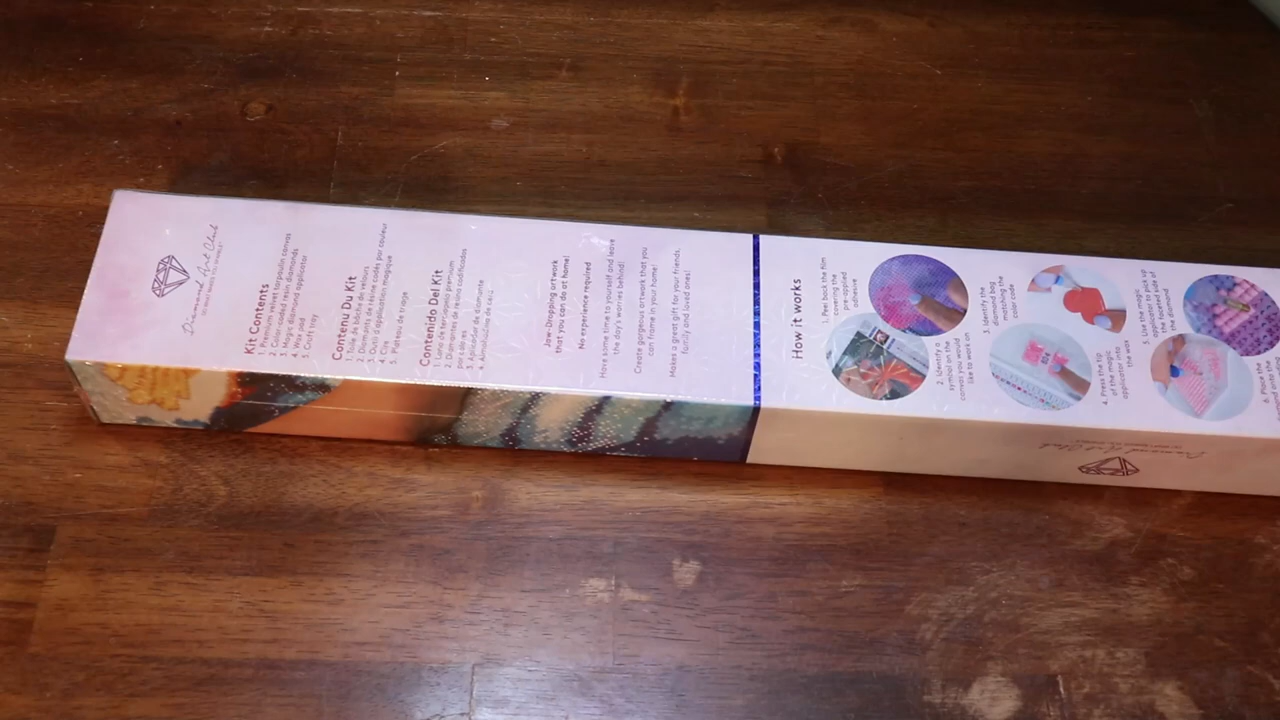 Diamond Art Club
Kit Contents
1. Premium velvet tarpaulin canvas
2. Color-coded resin diamonds
3. Magic diamond applicator
4. Wax pad
5. Craft tray
Contenu Du Kit
1. Toile de bâche de velours
2. Diamants de résine codés par couleur
3. Outil d'application magique
4. Cire
5. Plateau de triage
Contenido Del Kit
1. Lona de terciopelo premium
2. Diamantes de resina codificados
por color
3. Aplicador de diamante
4. Almohadilla de cera
Jaw-Dropping artwork
that you can do at home!
No experience required
Have some time to yourself and leave
the day's worries behind!
Create gorgeous artwork that you
can frame in your home!
Makes a great gift for your friends,
family and loved ones!
How it works
1. Peel back the film
covering the
pre-applied
adhesive
2. Identify a
symbol on the
canvas you would
like to work on
3. Identify the
diamond bag
matching the
color code
4. Press the tip
of the magic
applicator into
the wax
5. Use the magic
applicator to pick up
the faceted side of
the diamond
6. Place the
Diamond Art Club